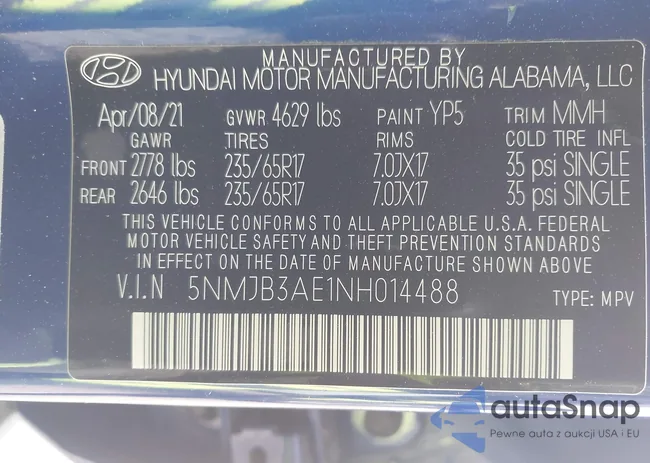 MANUFACTURED BY
HYUNDAI MOTOR MANUFACTURING ALABAMA, LLC
Apr/08/21 GVWR 4629 lbs PAINT YP5 TRIM MMH
GAWR TIRES RIMS COLD TIRE INFL
FRONT 2778 lbs 235/65R17 7.0JX17 35 psi SINGLE
REAR 2646 lbs 235/65R17 7.0JX17 35 psi SINGLE
THIS VEHICLE CONFORMS TO ALL APPLICABLE U.S.A. FEDERAL
MOTOR VEHICLE SAFETY AND THEFT PREVENTION STANDARDS
IN EFFECT ON THE DATE OF MANUFACTURE SHOWN ABOVE
V.I.N 5NMJB3AE1NH014488 TYPE: MPV
autoSnap
Pewne auta z aukcji USA i EU